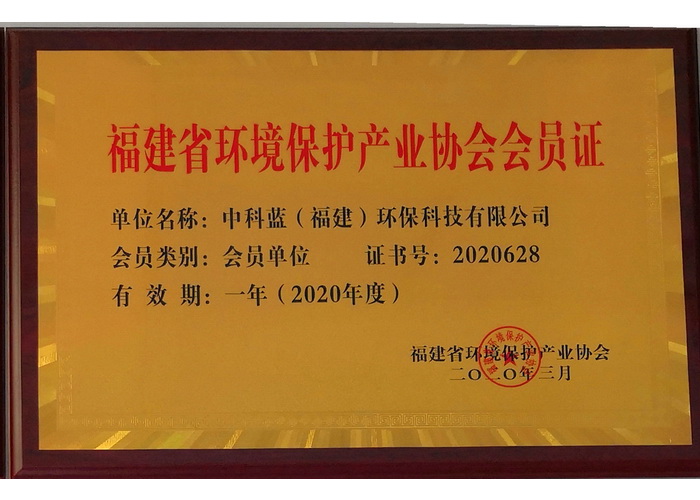 福建省环境保护产业协会会员证
单位名称：中科蓝（福建）环保科技有限公司
会员类别：会员单位 证书号：2020628
有效期：一年（2020年度）
福建省环境保护产业协会
二〇二〇年三月